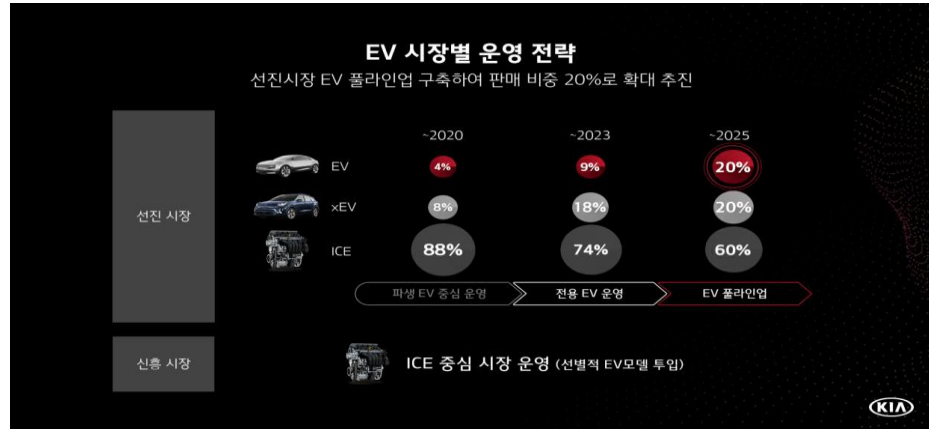 EV 시장별 운영 전략
선진시장 EV 풀라인업 구축하여 판매 비중 20%로 확대 추진
~2020 ~2023 ~2025
EV 4% 9% 20%
선진 시장
xEV 8% 18% 20%
ICE 88% 74% 60%
파생 EV 중심 운영 전용 EV 운영 EV 풀라인업
신흥 시장
ICE 중심 시장 운영 (선별적 EV모델 투입)
KIA